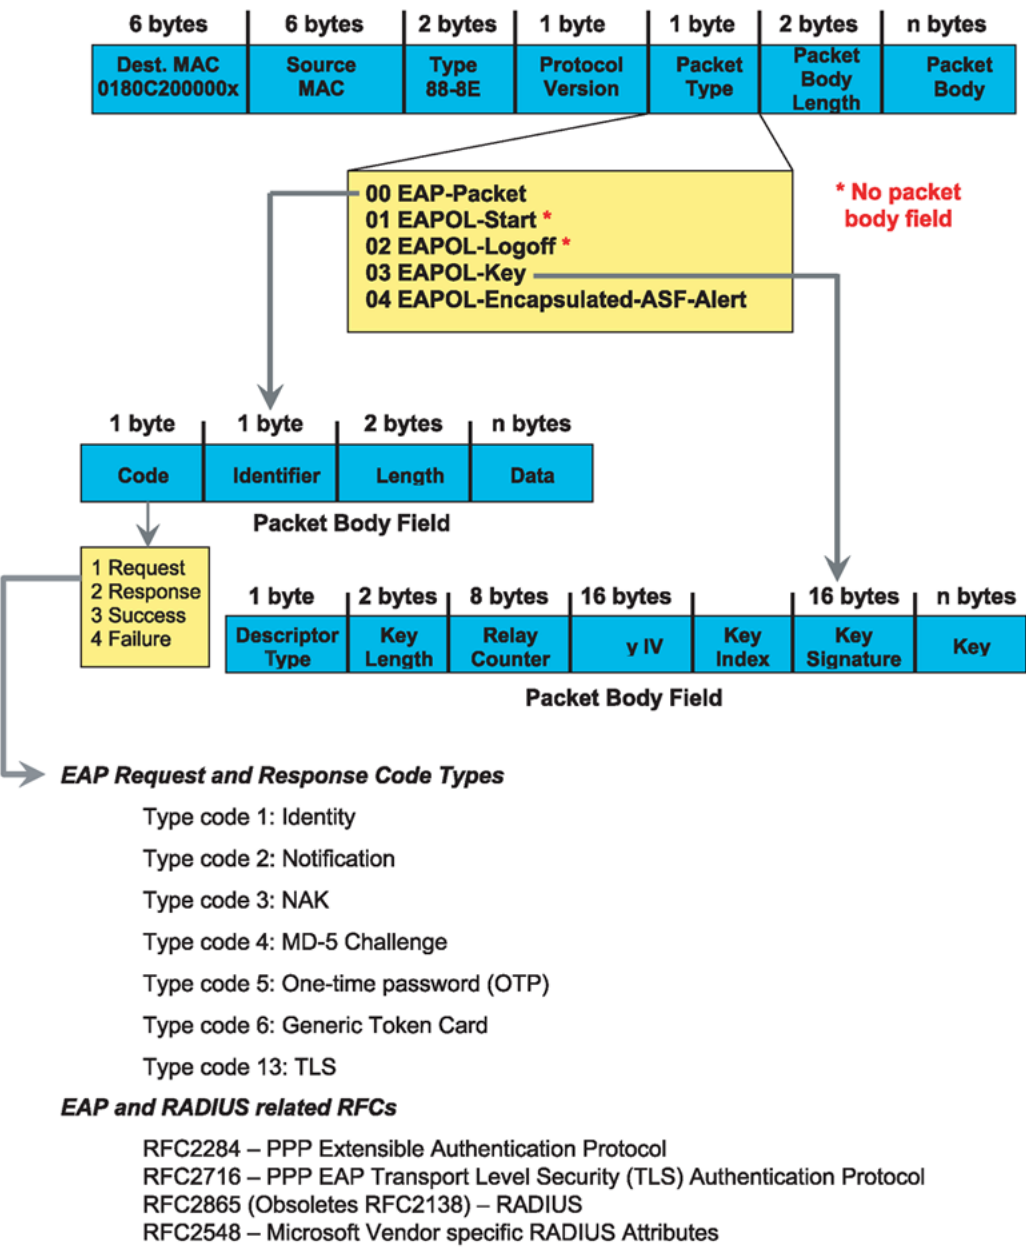 6 bytes 6 bytes 2 bytes 1 byte 1 byte 2 bytes n bytes
Dest. MAC
0180C200000x
Source
MAC
Type
88-8E
Protocol
Version
Packet
Type
Packet
Body
Length
Packet
Body
00 EAP-Packet
01 EAPOL-Start *
02 EAPOL-Logoff *
03 EAPOL-Key
04 EAPOL-Encapsulated-ASF-Alert
* No packet
body field
1 byte 1 byte 2 bytes n bytes
Code Identifier Length Data
Packet Body Field
1 Request
2 Response
3 Success
4 Failure
1 byte 2 bytes 8 bytes 16 bytes 16 bytes n bytes
Descriptor
Type
Key
Length
Relay
Counter
y IV
Key
Index
Key
Signature
Key
Packet Body Field
EAP Request and Response Code Types
Type code 1: Identity
Type code 2: Notification
Type code 3: NAK
Type code 4: MD-5 Challenge
Type code 5: One-time password (OTP)
Type code 6: Generic Token Card
Type code 13: TLS
EAP and RADIUS related RFCs
RFC2284 – PPP Extensible Authentication Protocol
RFC2716 – PPP EAP Transport Level Security (TLS) Authentication Protocol
RFC2865 (Obsoletes RFC2138) – RADIUS
RFC2548 – Microsoft Vendor specific RADIUS Attributes